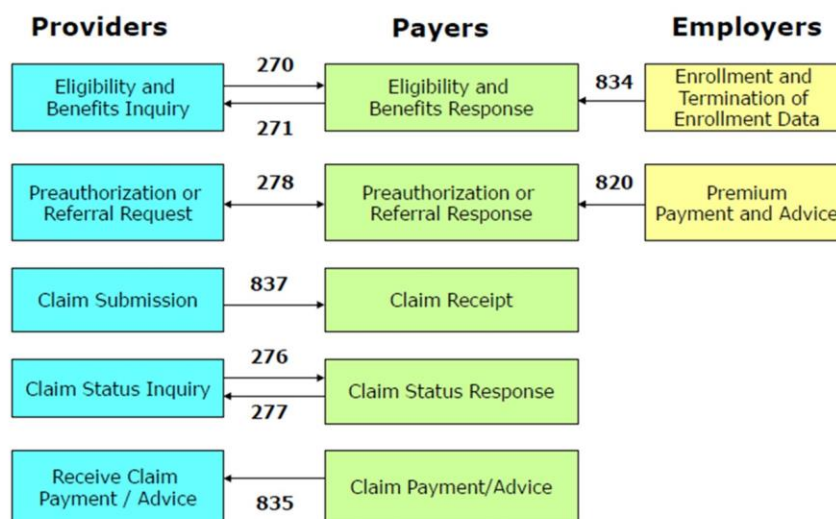 Providers
Payers
Employers
Eligibility and
Benefits Inquiry
270
271
Eligibility and
Benefits Response
834
Enrollment and
Termination of
Enrollment Data
Preauthorization or
Referral Request
278
Preauthorization or
Referral Response
820
Premium
Payment and Advice
Claim Submission
837
Claim Receipt
Claim Status Inquiry
276
277
Claim Status Response
Receive Claim
Payment / Advice
835
Claim Payment/Advice